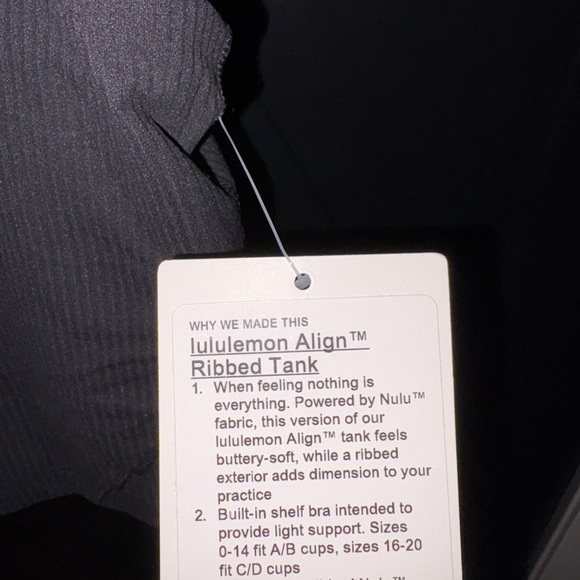 WHY WE MADE THIS
lululemon Align™
Ribbed Tank
1. When feeling nothing is
everything. Powered by Nulu™
fabric, this version of our
lululemon Align™ tank feels
buttery-soft, while a ribbed
exterior adds dimension to your
practice
2. Built-in shelf bra intended to
provide light support. Sizes
0-14 fit A/B cups, sizes 16-20
fit C/D cups